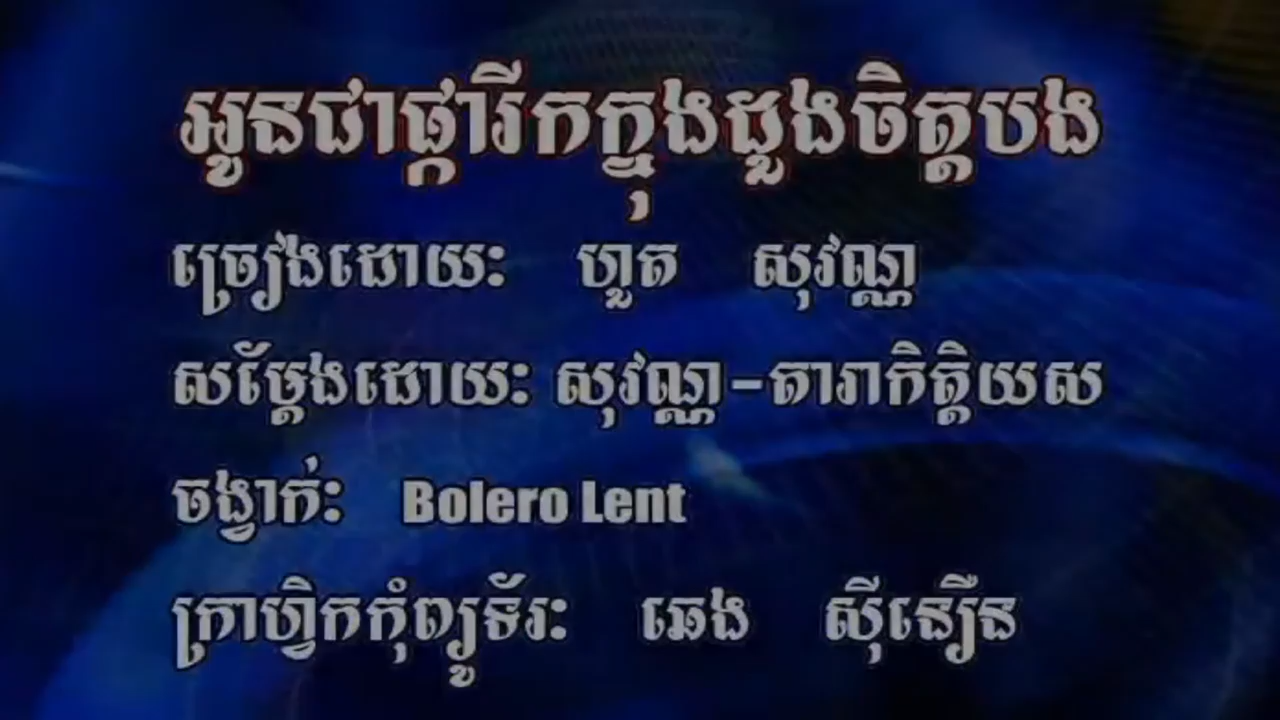 អូនជាផ្ការីកក្នុងដួងចិត្តបង
ច្រៀងដោយ: ហួត សុវណ្ណ
សម្ដែងដោយ: សុវណ្ណ-តារាកិត្តិយស
ចង្វាក់: Bolero Lent
ក្រាហ្វិកកុំព្យូទ័រ: ឆេង ស៊ីនឿន